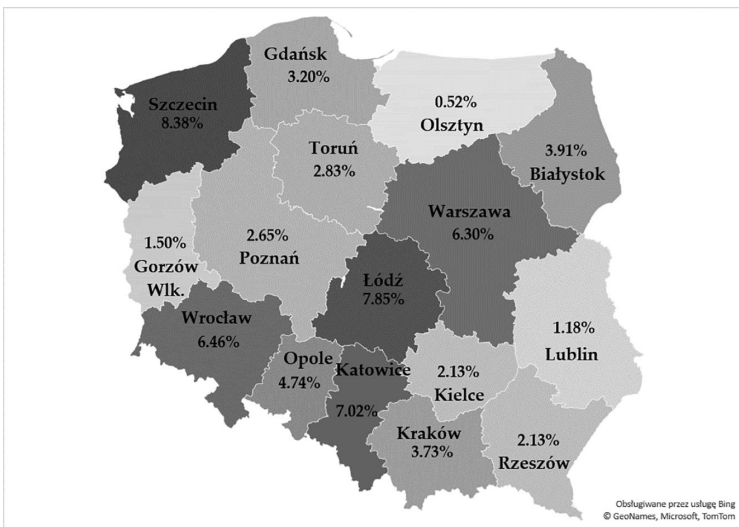 Gdańsk
3.20%
Szczecin
8.38%
0.52%
Olsztyn
Toruń
2.83%
3.91%
Białystok
Warszawa
6.30%
1.50%
Gorzów
Wlk.
2.65%
Poznań
Łódź
7.85%
Wrocław
6.46%
1.18%
Lublin
Opole
4.74%
Katowice
7.02%
2.13%
Kielce
Kraków
3.73%
2.13%
Rzeszów
Obsługiwane przez usługę Bing
© GeoNames, Microsoft, TomTom